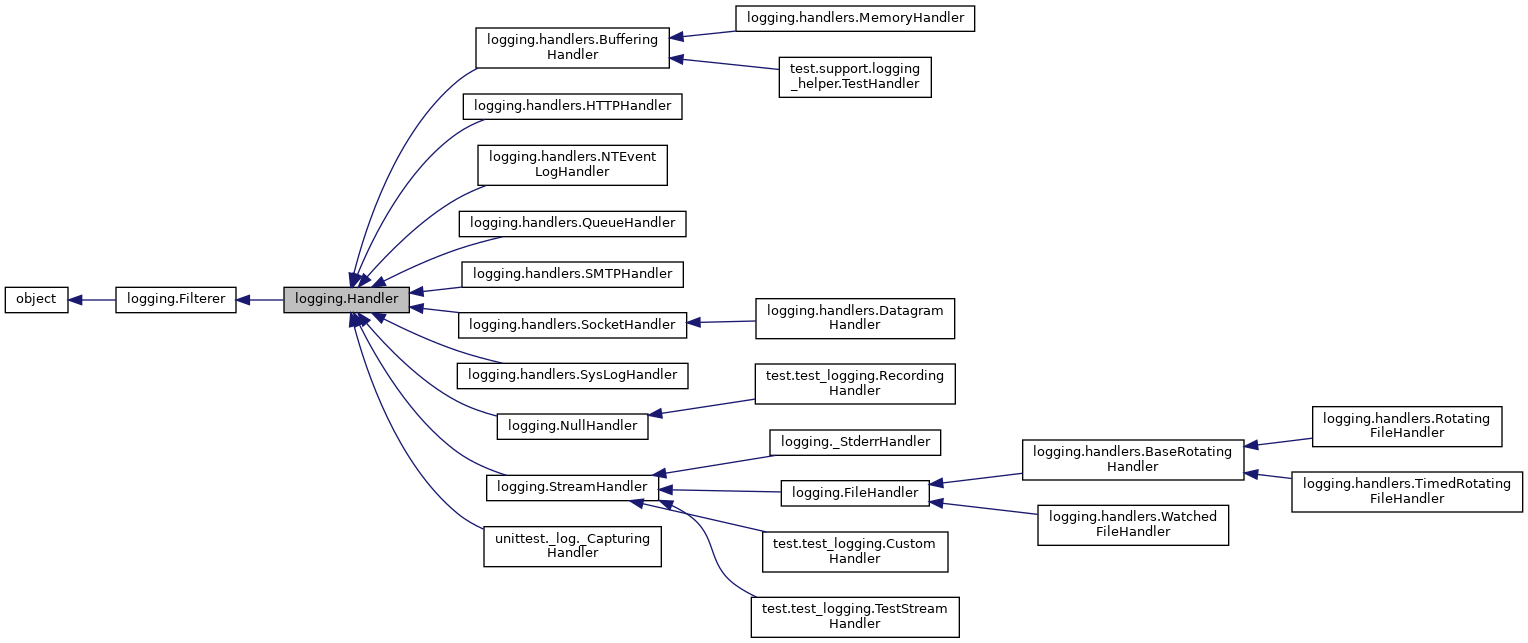 object
logging.Filterer
logging.Handler
logging.handlers.Buffering
Handler
logging.handlers.HTTPHandler
logging.handlers.NTEvent
LogHandler
logging.handlers.QueueHandler
logging.handlers.SMTPHandler
logging.handlers.SocketHandler
logging.handlers.SysLogHandler
logging.NullHandler
logging.StreamHandler
unittest._log._Capturing
Handler
logging.handlers.MemoryHandler
test.support.logging
_helper.TestHandler
logging.handlers.Datagram
Handler
test.test_logging.Recording
Handler
logging._StderrHandler
logging.FileHandler
test.test_logging.Custom
Handler
test.test_logging.TestStream
Handler
logging.handlers.BaseRotating
Handler
logging.handlers.Watched
FileHandler
logging.handlers.Rotating
FileHandler
logging.handlers.TimedRotating
FileHandler